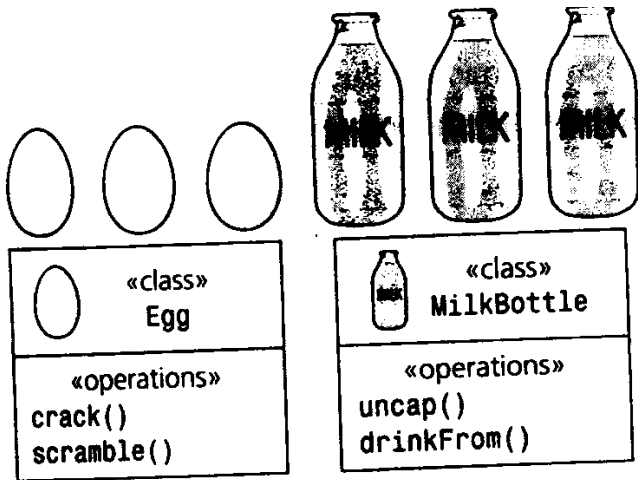 MILK MILK MILK
«class»
Egg
«operations»
crack()
scramble()
MILK
«class»
MilkBottle
«operations»
uncap()
drinkFrom()